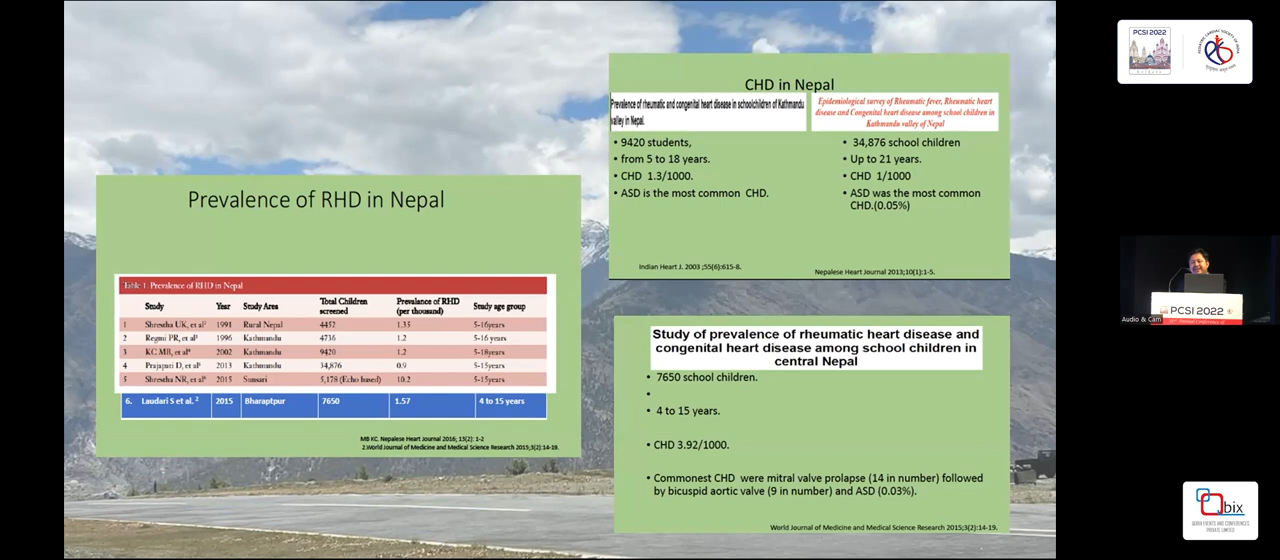 Prevalence of RHD in Nepal
Table 1. Prevalence of RHD in Nepal
Study Year Study Area Total Children screened Prevalence of RHD (per thousand) Study age group
1 Shrestha UK, et al 1991 Rural Nepal 4452 1.35 5-16years
2 Regmi PR, et al 1996 Kathmandu 4736 1.2 5-16 years
3 KC MB, et al 2002 Kathmandu 9420 1.2 5-18years
4 Prajapati D, et al 2013 Kathmandu 34,876 0.9 5-15years
5 Shrestha NR, et al 2015 Sunsari 5,178 (Echo based) 10.2 5-15years
6. Laudari S et al. 2 2015 Bharaptpur 7650 1.57 4 to 15 years
MB KC. Nepalese Heart Journal 2016; 13(2): 1-2
2.World Journal of Medicine and Medical Science Research 2015;3(2):14-19.
CHD in Nepal
Prevalence of rheumatic and congenital heart disease in schoolchildren of Kathmandu
valley in Nepal.
• 9420 students,
• from 5 to 18 years.
• CHD 1.3/1000.
• ASD is the most common CHD.
Indian Heart J. 2003 ;55(6):615-8.
Epidemiological survey of Rheumatic fever, Rheumatic heart
disease and Congenital heart disease among school children in
Kathmandu valley of Nepal
• 34,876 school children
• Up to 21 years.
• CHD 1/1000
• ASD was the most common
CHD.(0.05%)
Nepalese Heart Journal 2013;10(1):1-5.
Study of prevalence of rheumatic heart disease and
congenital heart disease among school children in
central Nepal
• 7650 school children.
•
• 4 to 15 years.
• CHD 3.92/1000.
• Commonest CHD were mitral valve prolapse (14 in number) followed
by bicuspid aortic valve (9 in number) and ASD (0.03%).
World Journal of Medicine and Medical Science Research 2015;3(2):14-19.
PCSI 2022
PCSI 2022
Audio & Cam
Qbix
QUBIX EVENTS AND CONFERENCES
PRIVATE LIMITED